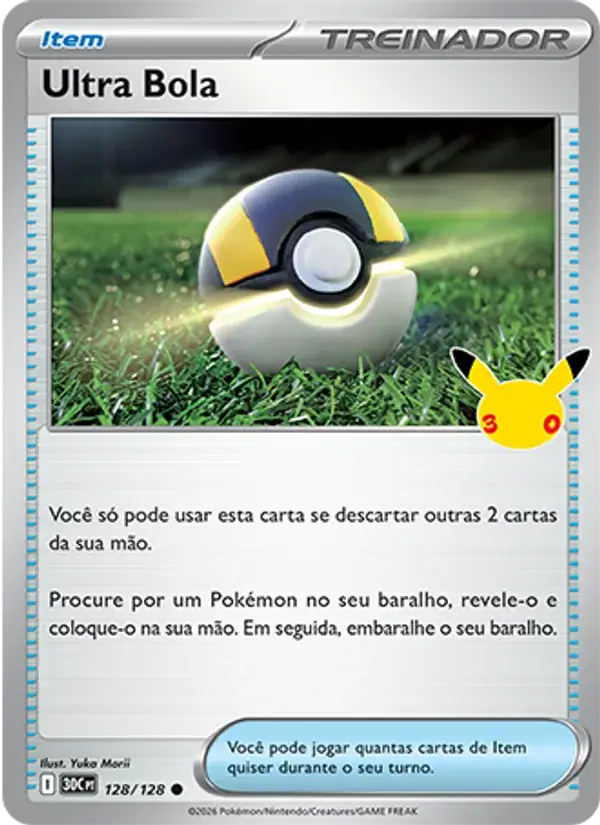 Item
TREINADOR
Ultra Bola
3 0
Você só pode usar esta carta se descartar outras 2 cartas
da sua mão.
Procure por um Pokémon no seu baralho, revele-o e
coloque-o na sua mão. Em seguida, embaralhe o seu baralho.
Ilust. Yuka Morii
Você pode jogar quantas cartas de Item
quiser durante o seu turno.
I 30C PT 128/128
©2026 Pokémon/Nintendo/Creatures/GAME FREAK